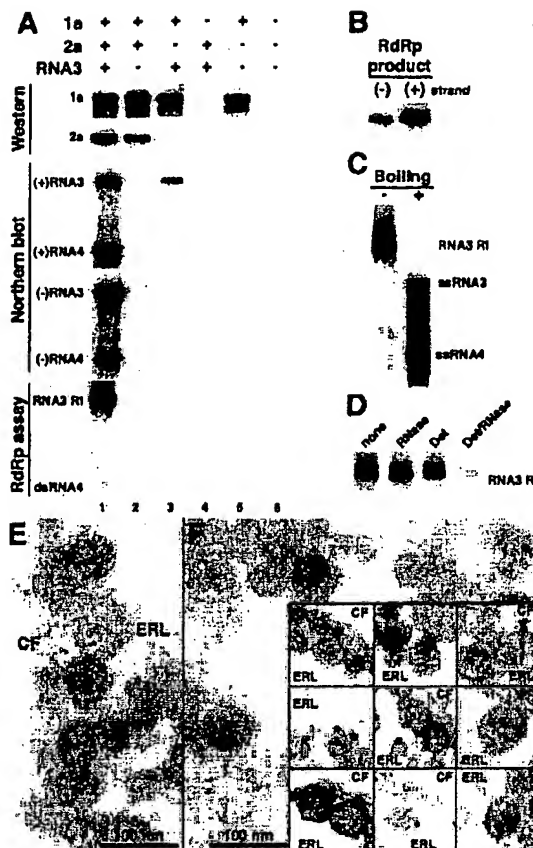 A
1a + + + - + -
2a + + - + - -
RNA3 + - + + - -
Western
1a
2a
Northern blot
(+)RNA3
(+)RNA4
(-)RNA3
(-)RNA4
RdRp assay
RNA3 RI
dsRNA4
1 2 3 4 5 6
B
RdRp
product
(-) (+) strand
C
Boiling
- +
RNA3 RI
ssRNA3
ssRNA4
D
none RNase Det Det/RNase
RNA3 R
E
CF
ERL
100 nm
F
100 nm
CF
ERL
CF
ERL
CF
ERL
ERL
CF
ERL
CF
CF
ERL
CF
ERL
ERL